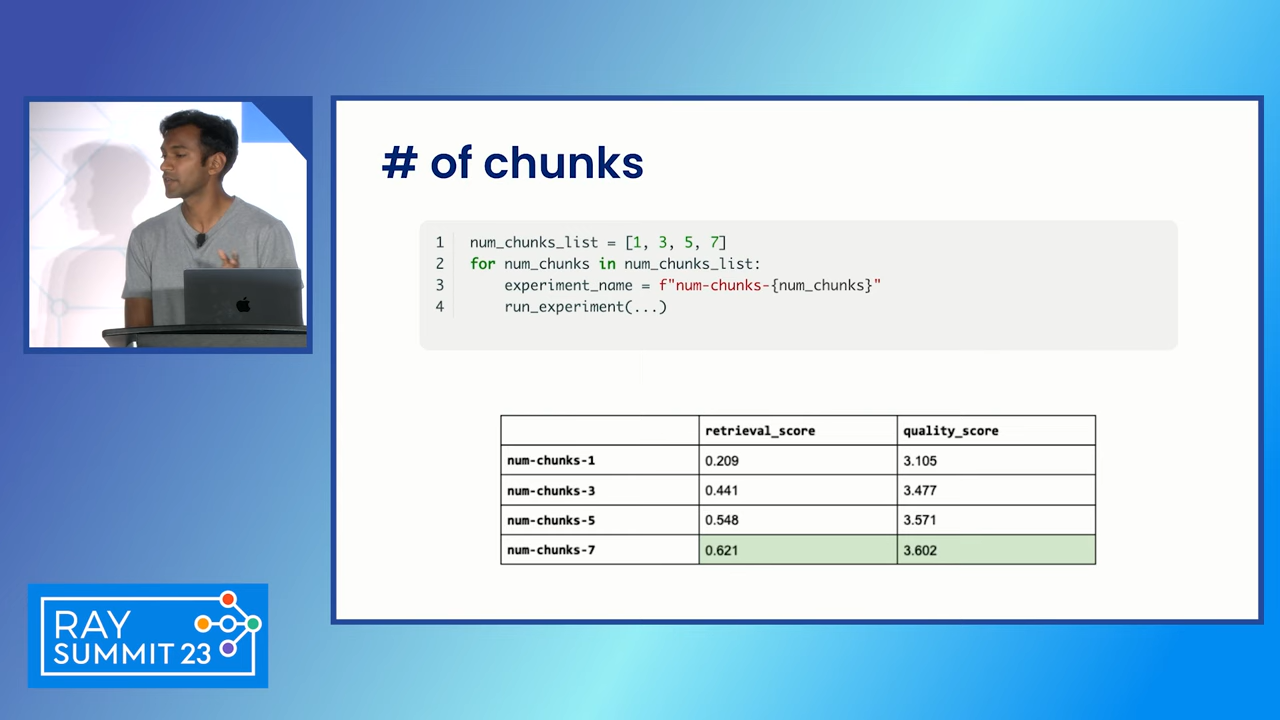 # of chunks
1 num_chunks_list = [1, 3, 5, 7]
2 for num_chunks in num_chunks_list:
3 experiment_name = f"num-chunks-{num_chunks}"
4 run_experiment(...)
retrieval_score quality_score
num-chunks-1 0.209 3.105
num-chunks-3 0.441 3.477
num-chunks-5 0.548 3.571
num-chunks-7 0.621 3.602
RAY
SUMMIT 23